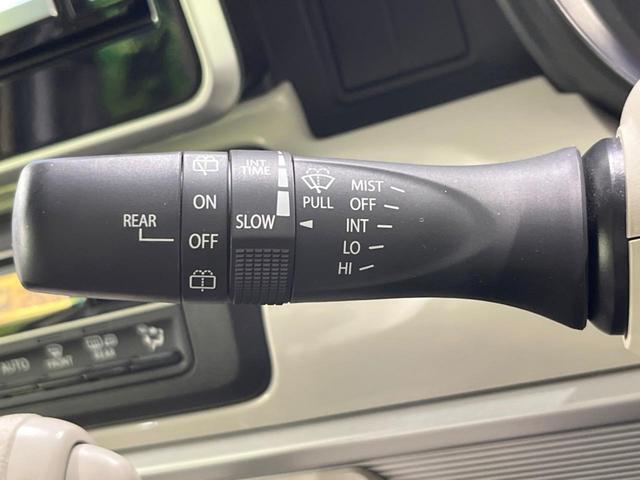 REAR
ON
OFF
INT
TIME
SLOW
PULL
MIST
OFF
INT
LO
HI
AUTO
FRONT
REAR